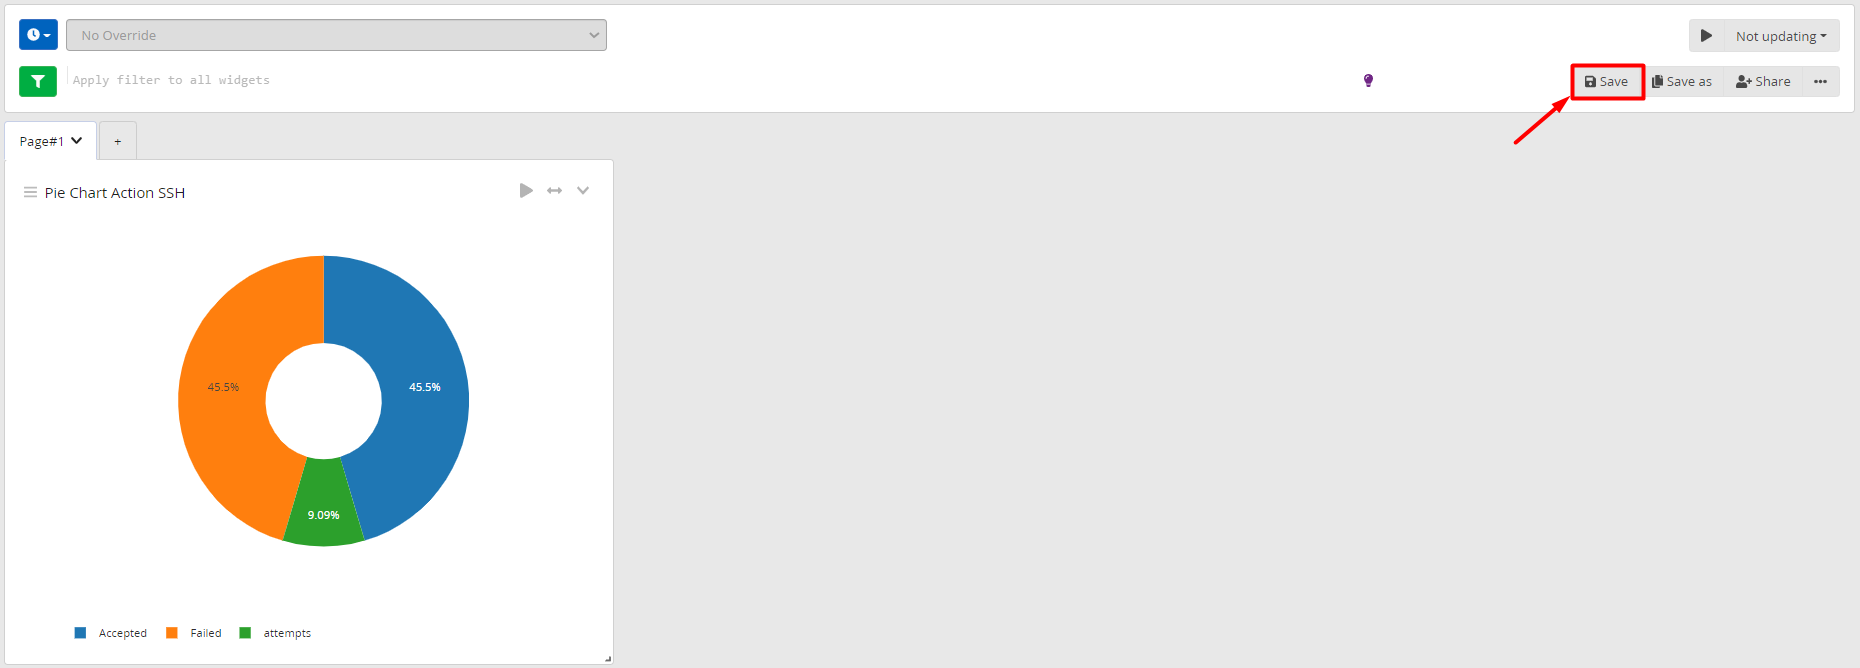 No Override
Not updating
Apply filter to all widgets
Save
Save as
Share
Page#1
+
Pie Chart Action SSH
45.5%
45.5%
9.09%
Accepted
Failed
attempts